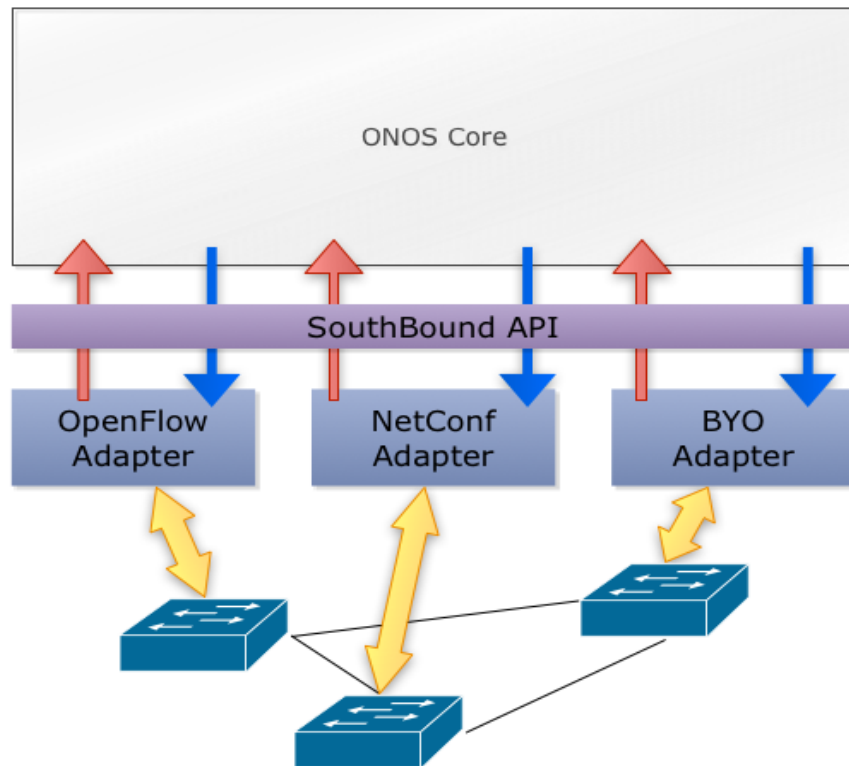 ONOS Core
SouthBound API
OpenFlow
Adapter
NetConf
Adapter
BYO
Adapter